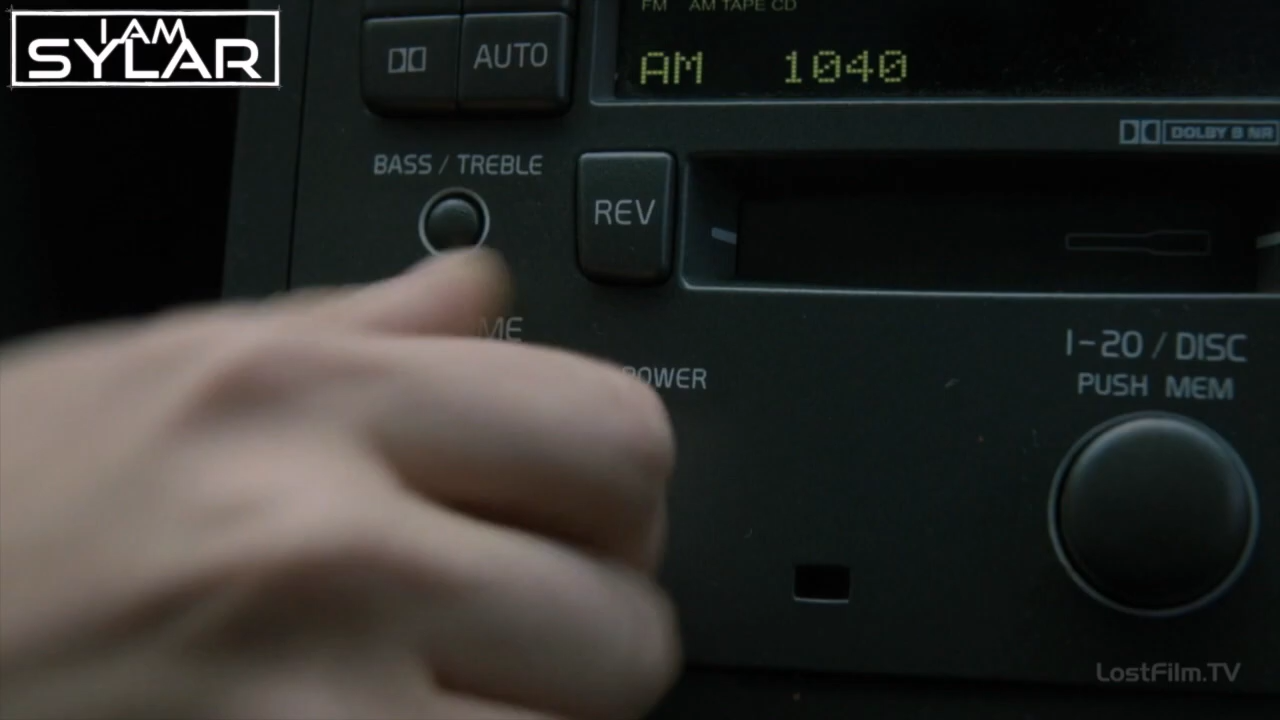 I AM
SYLAR
FM AM TAPE CD
AUTO
AM 1040
DOLBY B NR
BASS / TREBLE
REV
ME
POWER
1-20 / DISC
PUSH MEM
LostFilm.TV